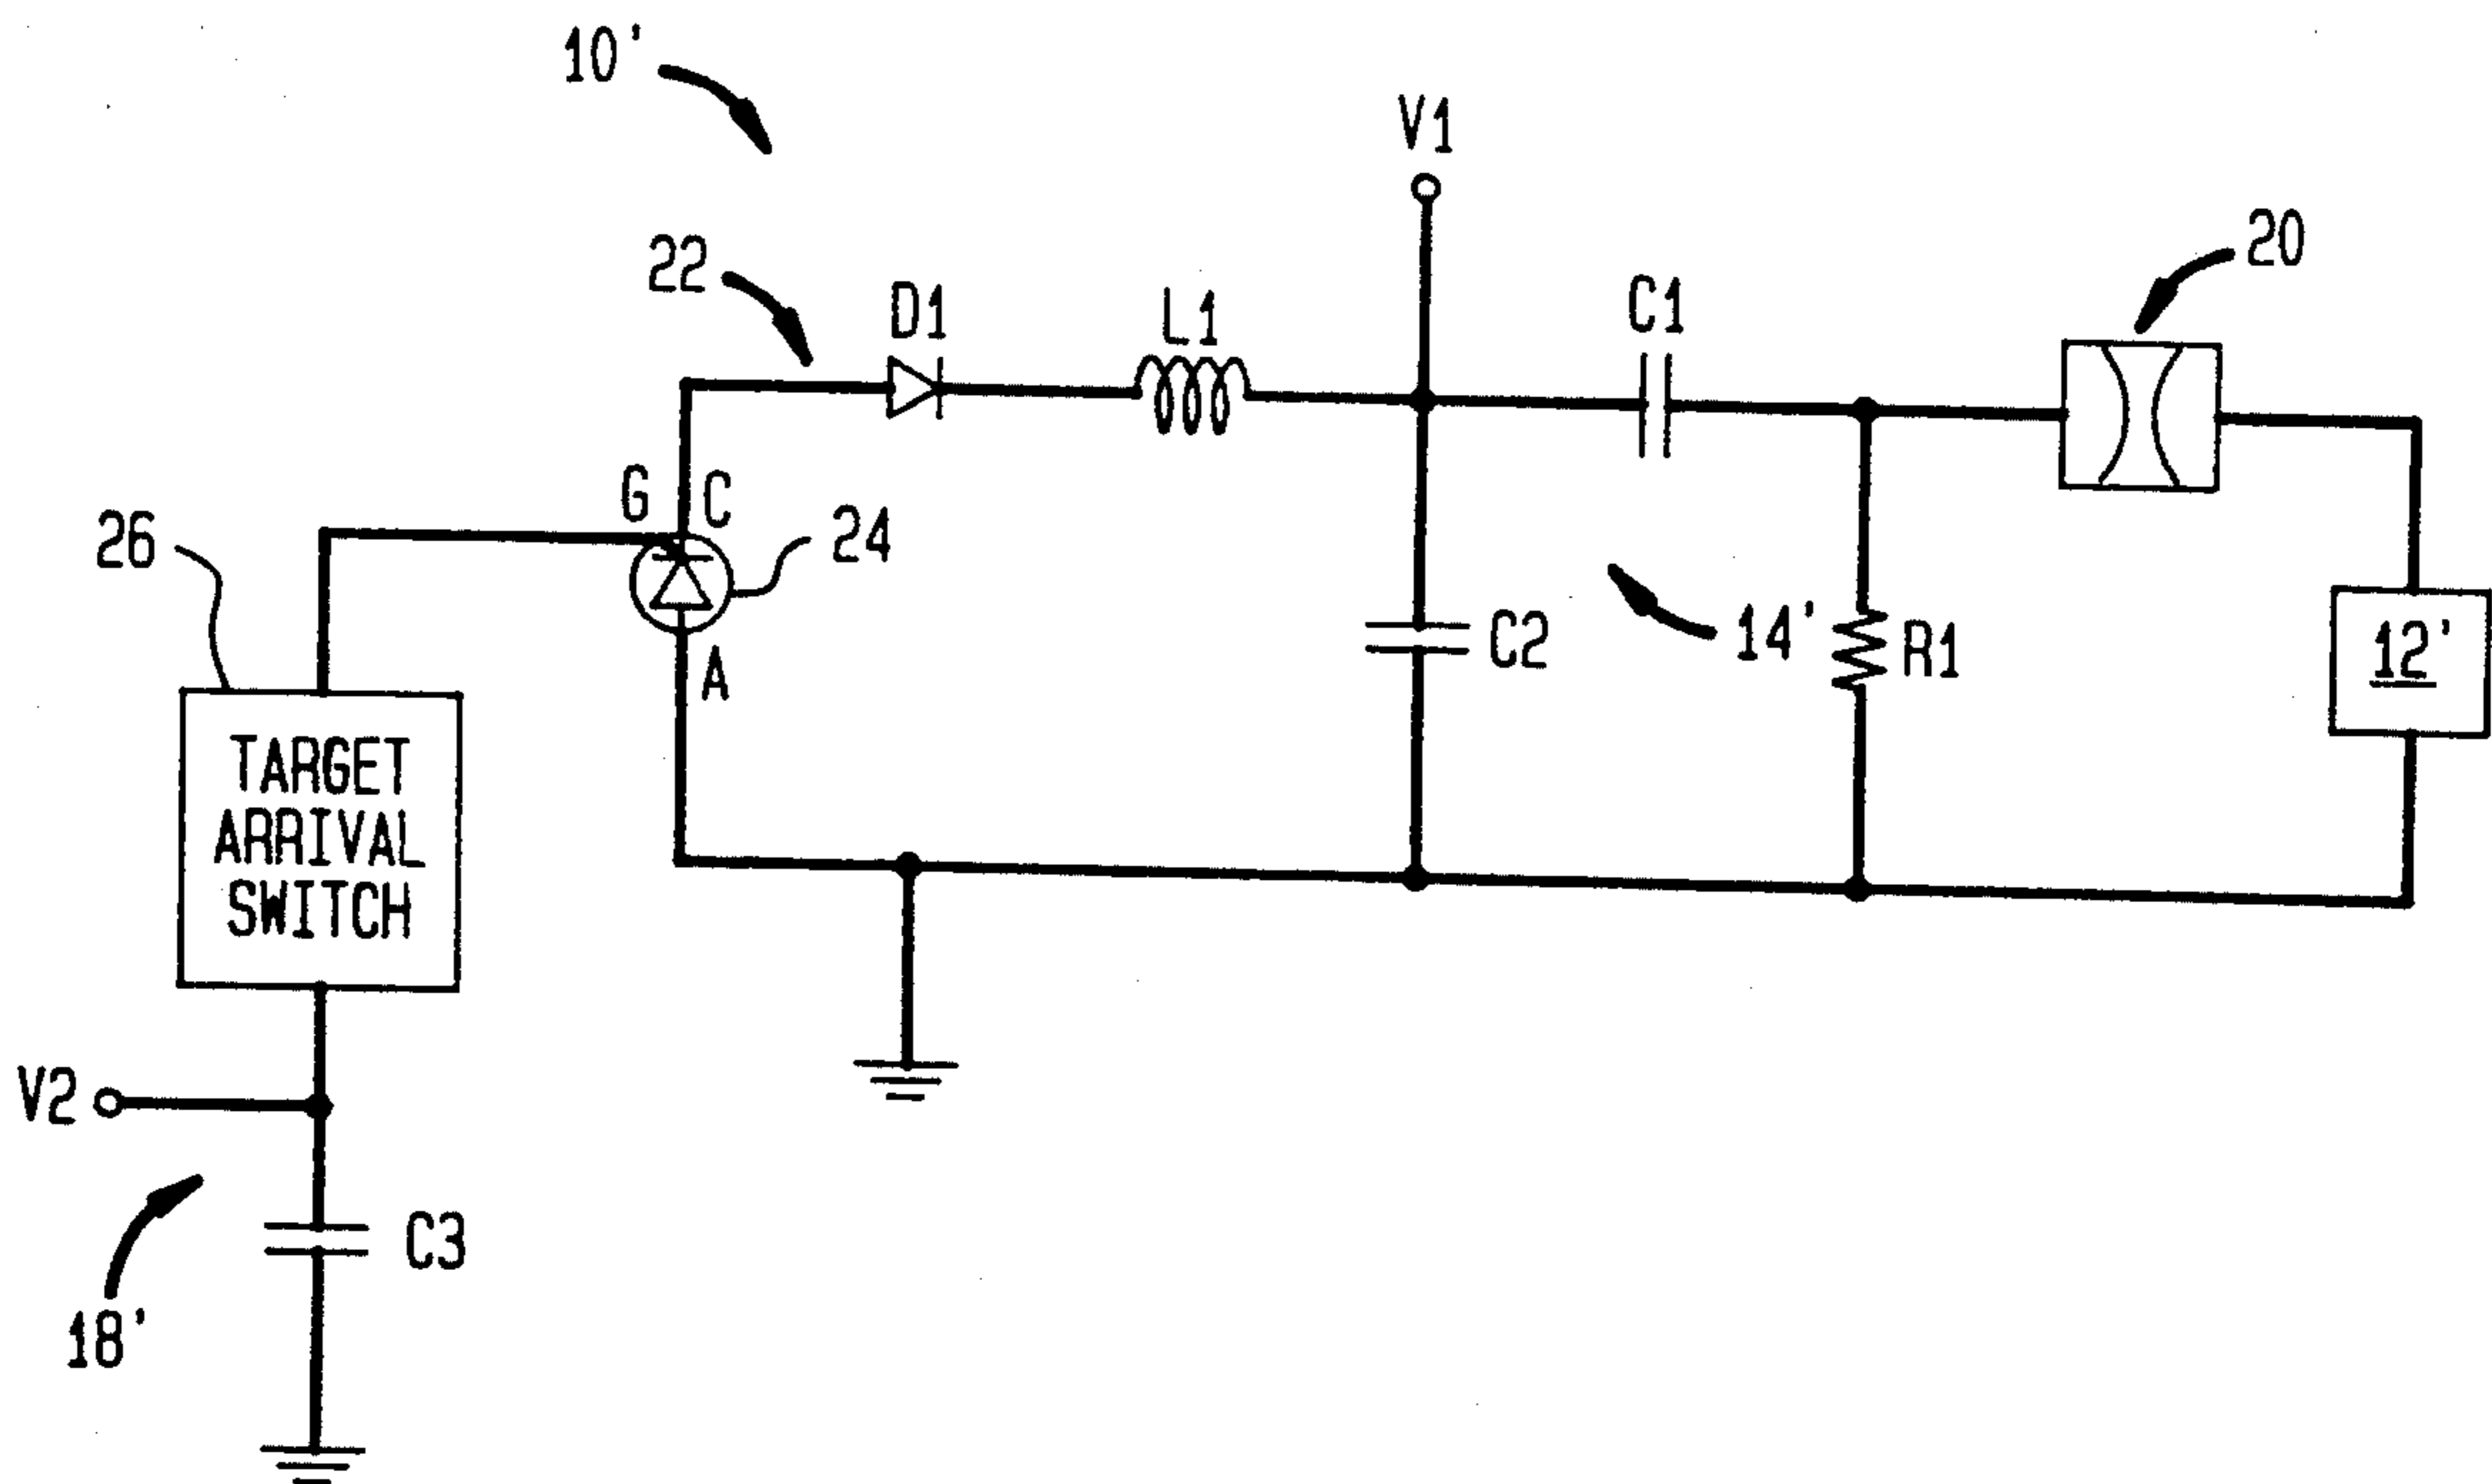 10'
V1
20
22
D1
L1
C1
G
C
24
26
A
C2
14'
R1
12'
TARGET
ARRIVAL
SWITCH
V2
C3
18'